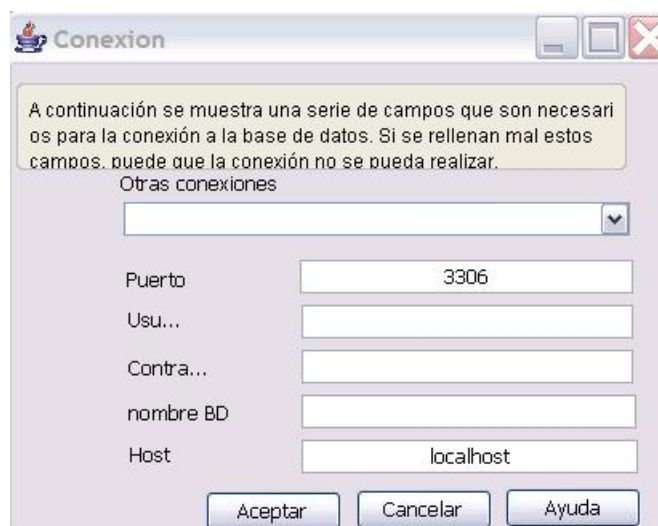 Conexion
A continuación se muestra una serie de campos que son necesari
os para la conexión a la base de datos. Si se rellenan mal estos
campos, puede que la conexión no se pueda realizar.
Otras conexiones
Puerto 3306
Usu...
Contra...
nombre BD
Host localhost
Aceptar Cancelar Ayuda